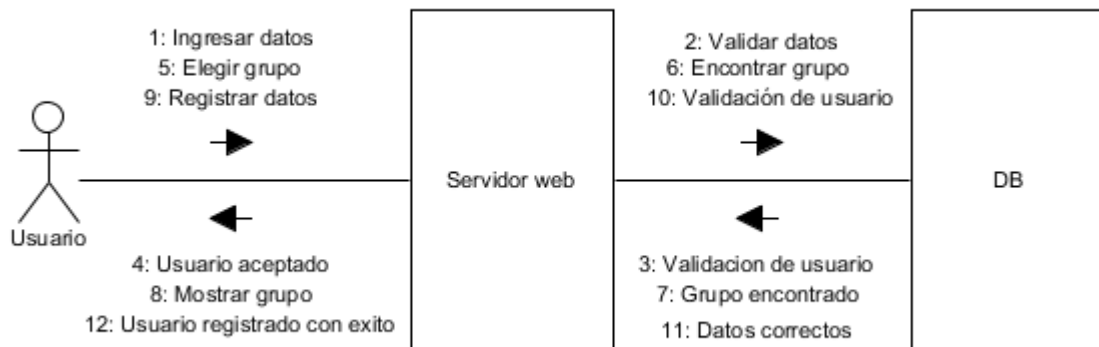 1: Ingresar datos
5: Elegir grupo
9: Registrar datos
2: Validar datos
6: Encontrar grupo
10: Validación de usuario
Usuario
Servidor web
DB
4: Usuario aceptado
8: Mostrar grupo
12: Usuario registrado con exito
3: Validacion de usuario
7: Grupo encontrado
11: Datos correctos